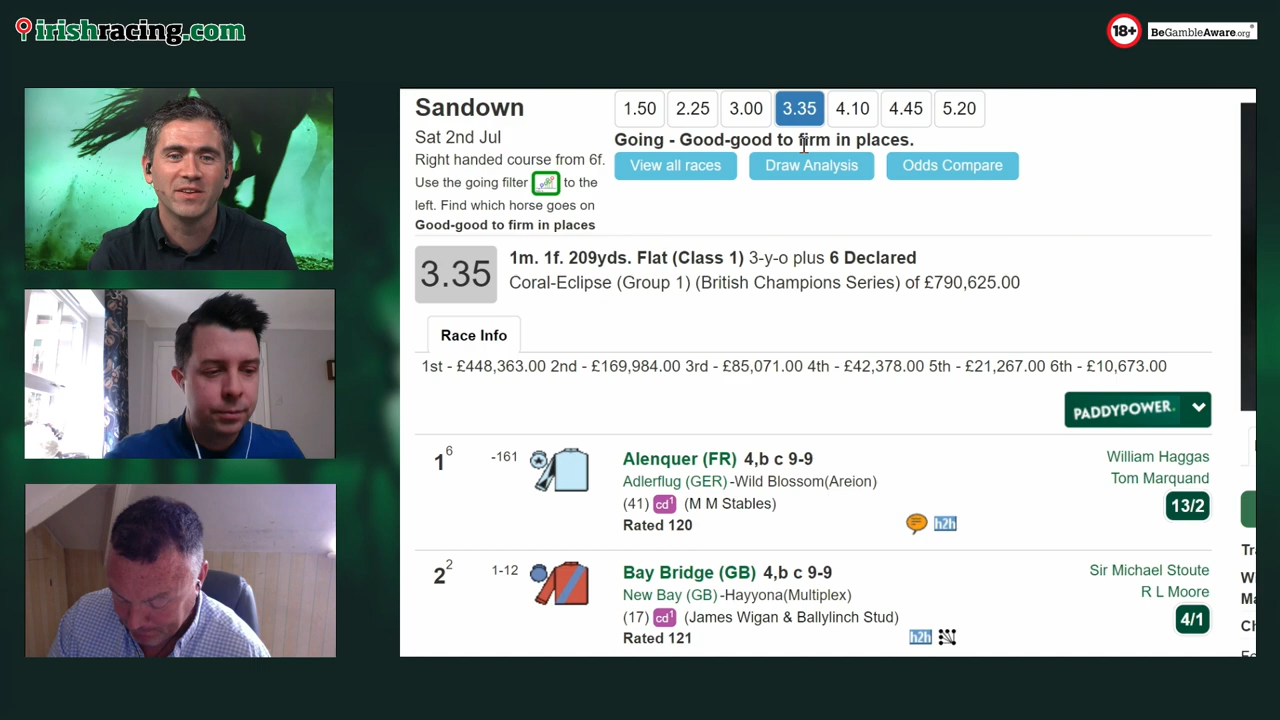 irishracing.com
18+
BeGambleAware.org®
Sandown
1.50 2.25 3.00 3.35 4.10 4.45 5.20
Sat 2nd Jul
Going - Good-good to firm in places.
Right handed course from 6f.
View all races Draw Analysis Odds Compare
Use the going filter to the
left. Find which horse goes on
Good-good to firm in places
3.35
1m. 1f. 209yds. Flat (Class 1) 3-y-o plus 6 Declared
Coral-Eclipse (Group 1) (British Champions Series) of £790,625.00
Race Info
1st - £448,363.00 2nd - £169,984.00 3rd - £85,071.00 4th - £42,378.00 5th - £21,267.00 6th - £10,673.00
PADDYPOWER.
1 6 -161 Alenquer (FR) 4,b c 9-9 William Haggas
Adlerflug (GER) -Wild Blossom(Areion) Tom Marquand
(41) cd1 (M M Stables) 13/2
Rated 120 h2h
2 2 1-12 Bay Bridge (GB) 4,b c 9-9 Sir Michael Stoute
New Bay (GB) -Hayyona(Multiplex) R L Moore
(17) cd1 (James Wigan & Ballylinch Stud) 4/1
Rated 121 h2h